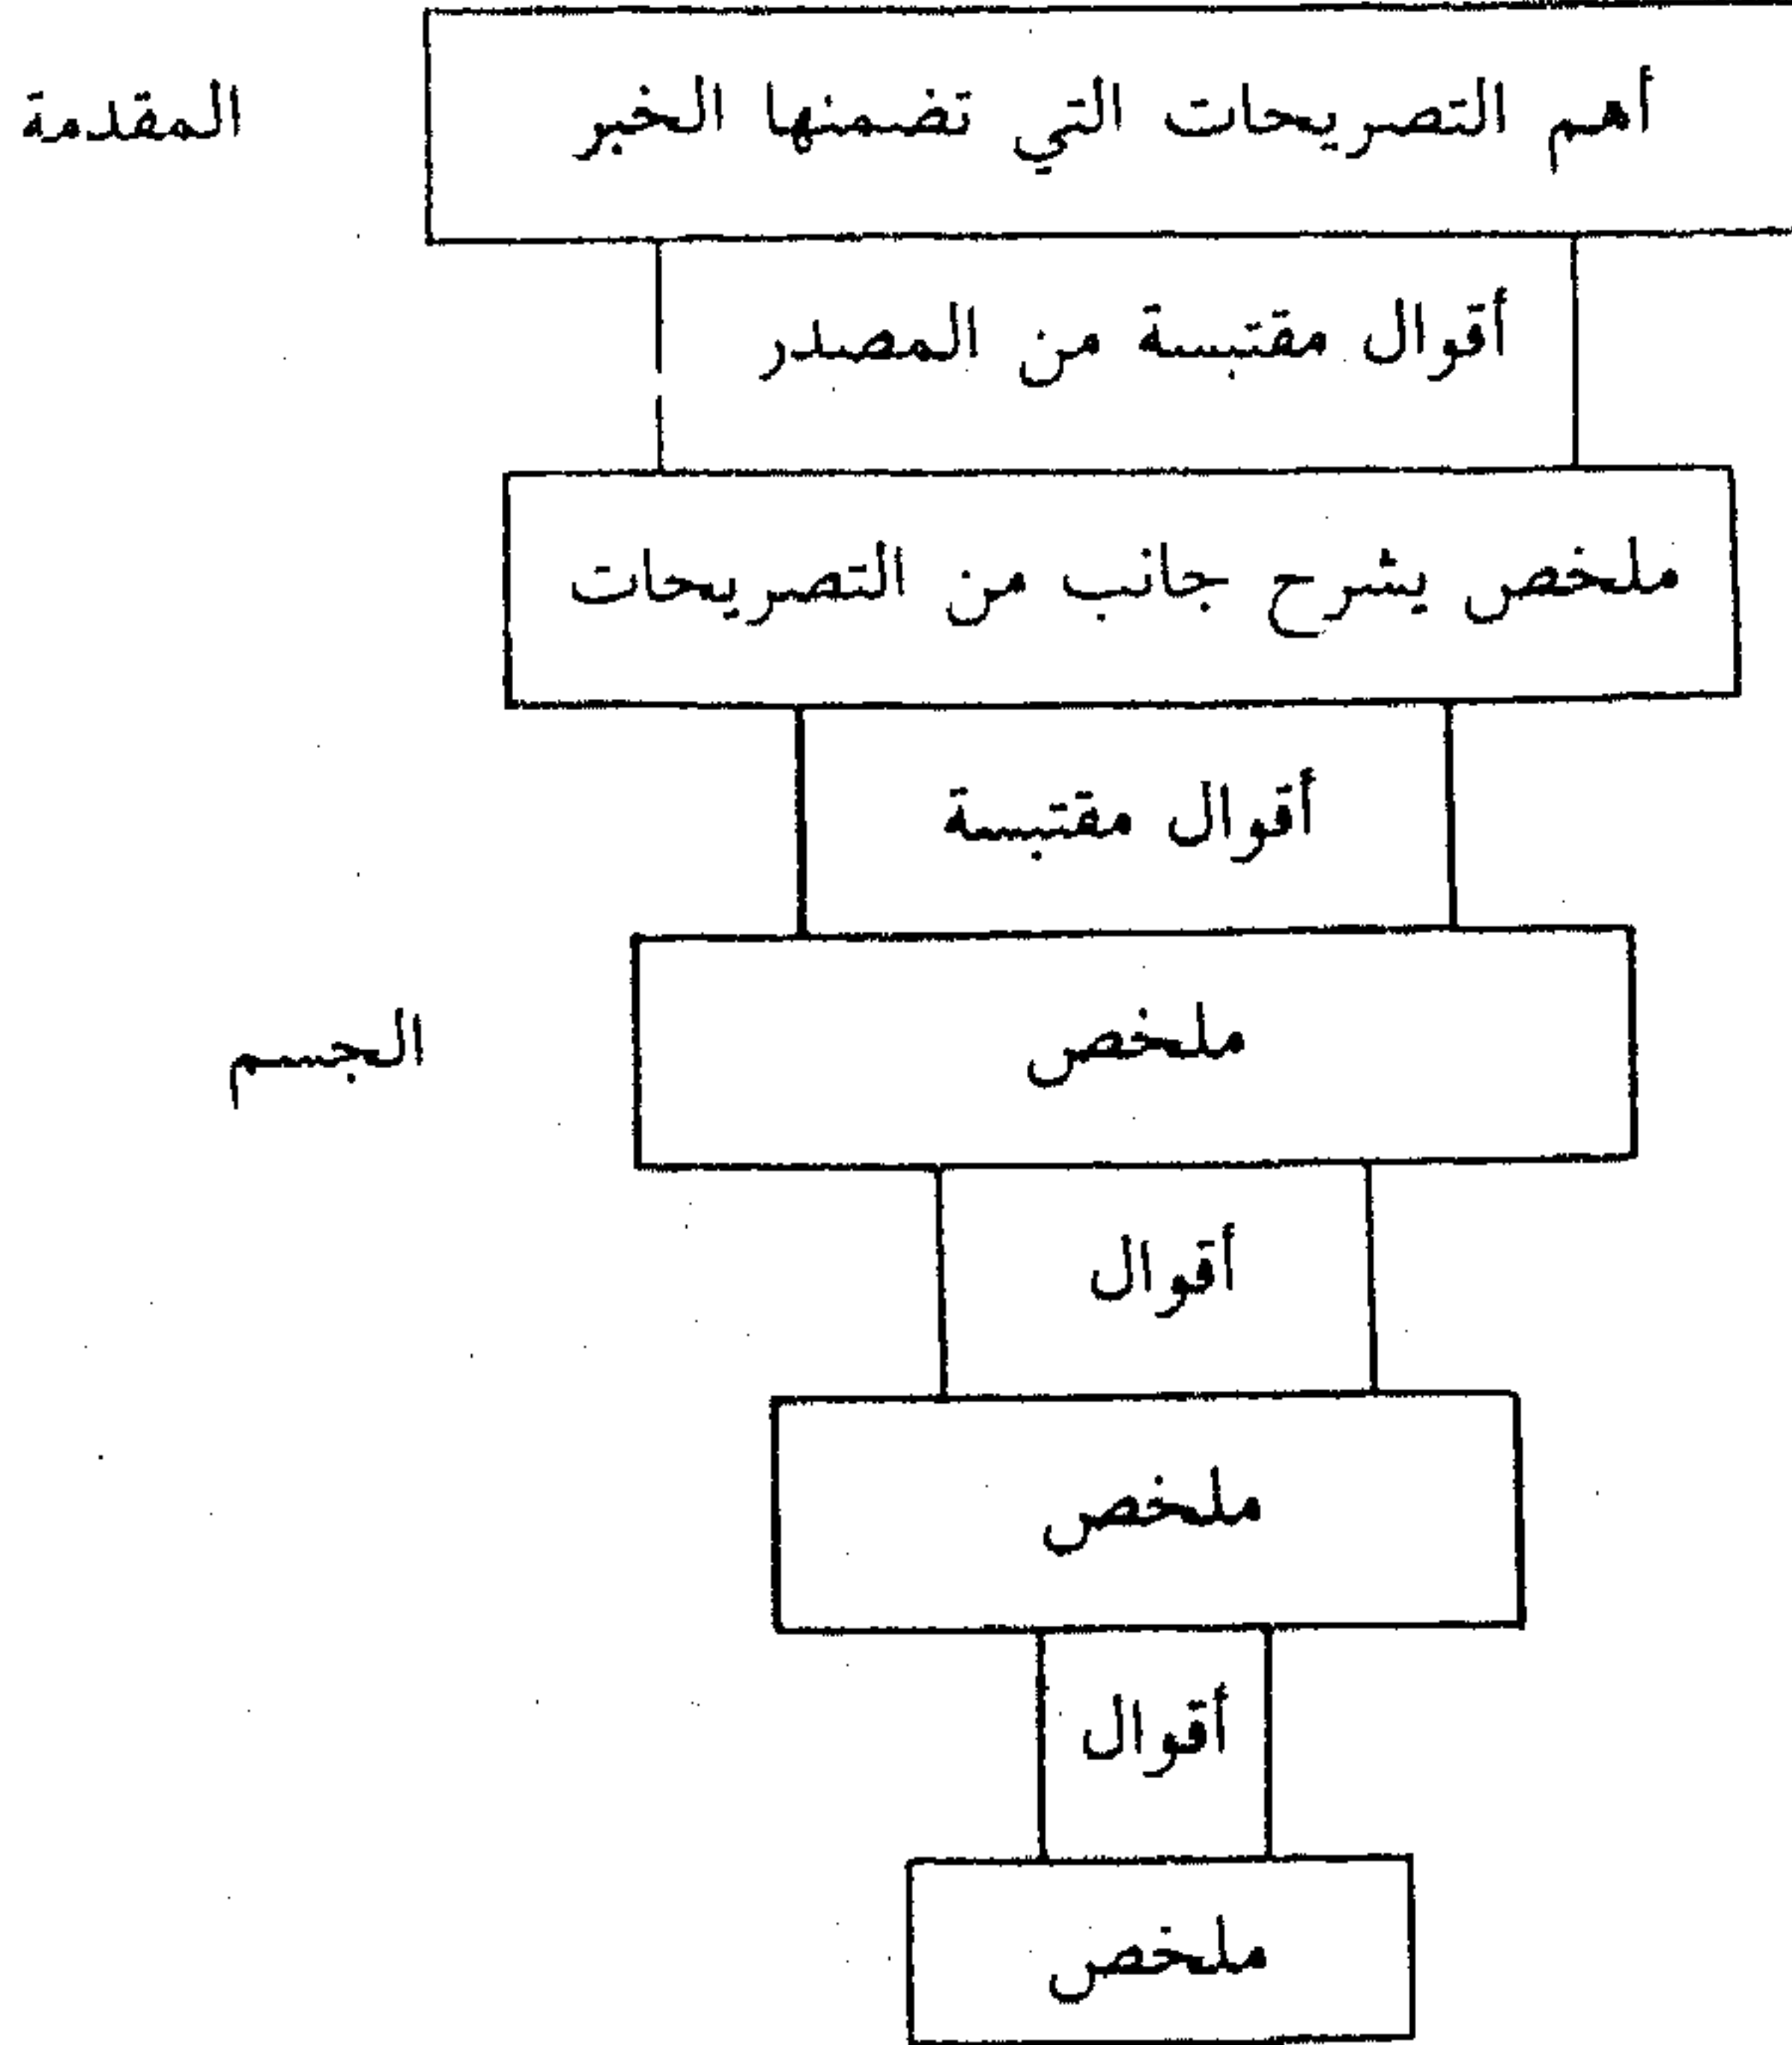 أهم التصريحات التي تضمنها الخبر
المقدمة
أقوال مقتبسة من المصدر
ملخص يشرح جانب من التصريحات
أقوال مقتبسة
ملخص
الجسم
أقوال
ملخص
أقوال
ملخص